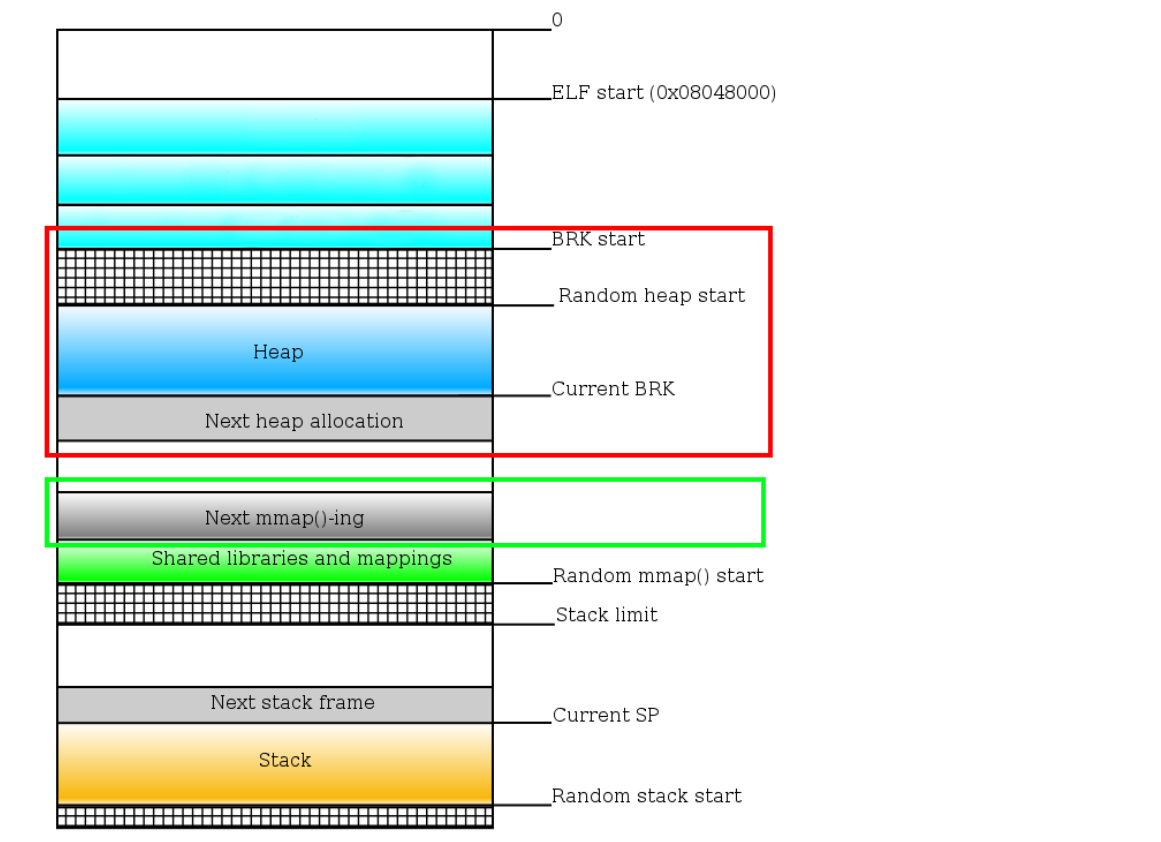 0
ELF start (0x08048000)
BRK start
Random heap start
Heap
Current BRK
Next heap allocation
Next mmap()-ing
Shared libraries and mappings
Random mmap() start
Stack limit
Next stack frame
Current SP
Stack
Random stack start